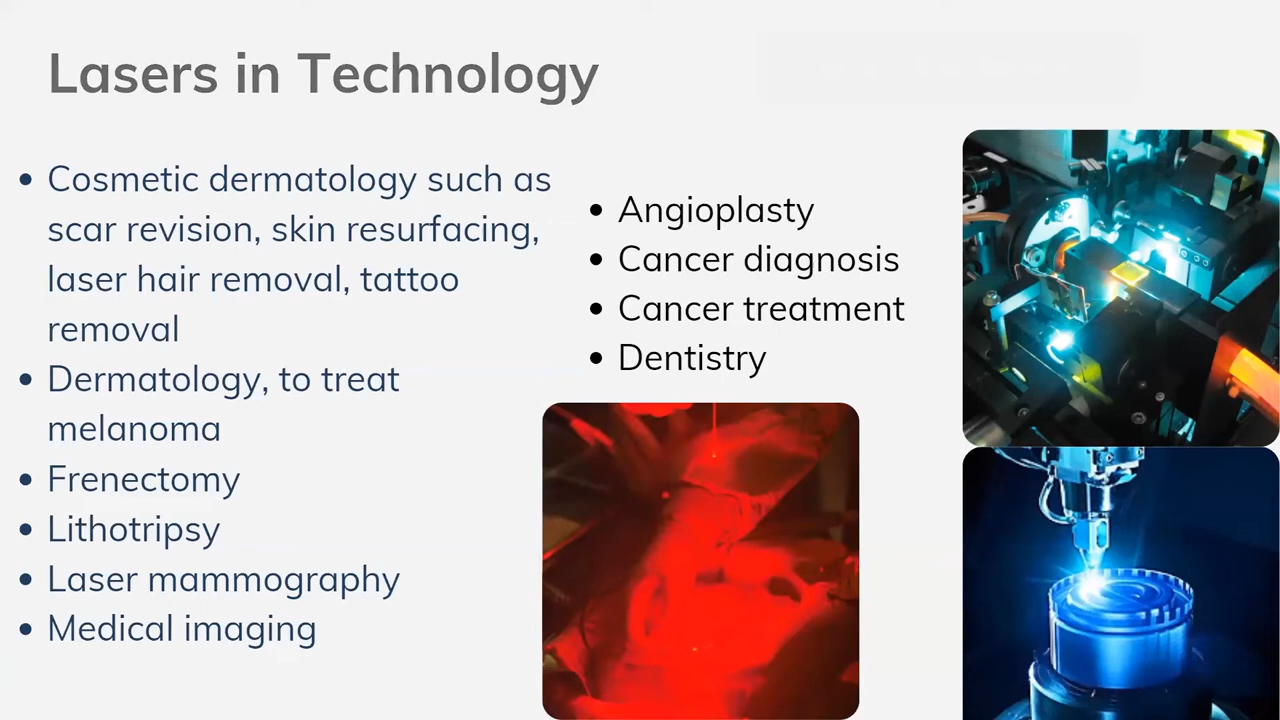 Lasers in Technology
• Cosmetic dermatology such as
scar revision, skin resurfacing,
laser hair removal, tattoo
removal
• Dermatology, to treat
melanoma
• Frenectomy
• Lithotripsy
• Laser mammography
• Medical imaging
• Angioplasty
• Cancer diagnosis
• Cancer treatment
• Dentistry